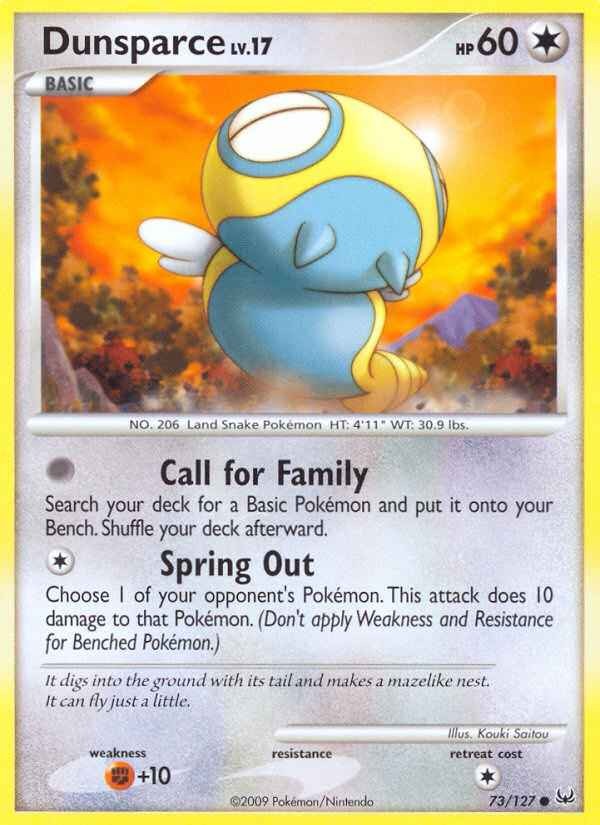 Dunsparce LV.17 HP 60
BASIC
NO. 206 Land Snake Pokémon HT: 4'11" WT: 30.9 lbs.
Call for Family
Search your deck for a Basic Pokémon and put it onto your
Bench. Shuffle your deck afterward.
Spring Out
Choose 1 of your opponent's Pokémon. This attack does 10
damage to that Pokémon. (Don't apply Weakness and Resistance
for Benched Pokémon.)
It digs into the ground with its tail and makes a mazelike nest.
It can fly just a little.
Illus. Kouki Saitou
weakness resistance retreat cost
+10
©2009 Pokémon/Nintendo 73/127